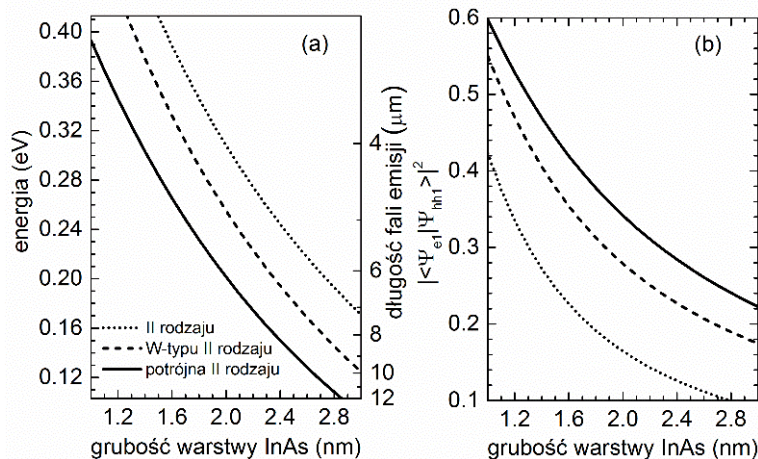 (a)
energia (eV)
0.40
0.36
0.32
0.28
0.24
0.20
0.16
0.12
II rodzaju
W-typu II rodzaju
potrójna II rodzaju
1.2 1.6 2.0 2.4 2.8
grubość warstwy InAs (nm)
4
6
8
10
12
długość fali emisji (μm)
(b)
|<Ψe1|Ψhh1>|²
0.6
0.5
0.4
0.3
0.2
0.1
1.2 1.6 2.0 2.4 2.8
grubość warstwy InAs (nm)